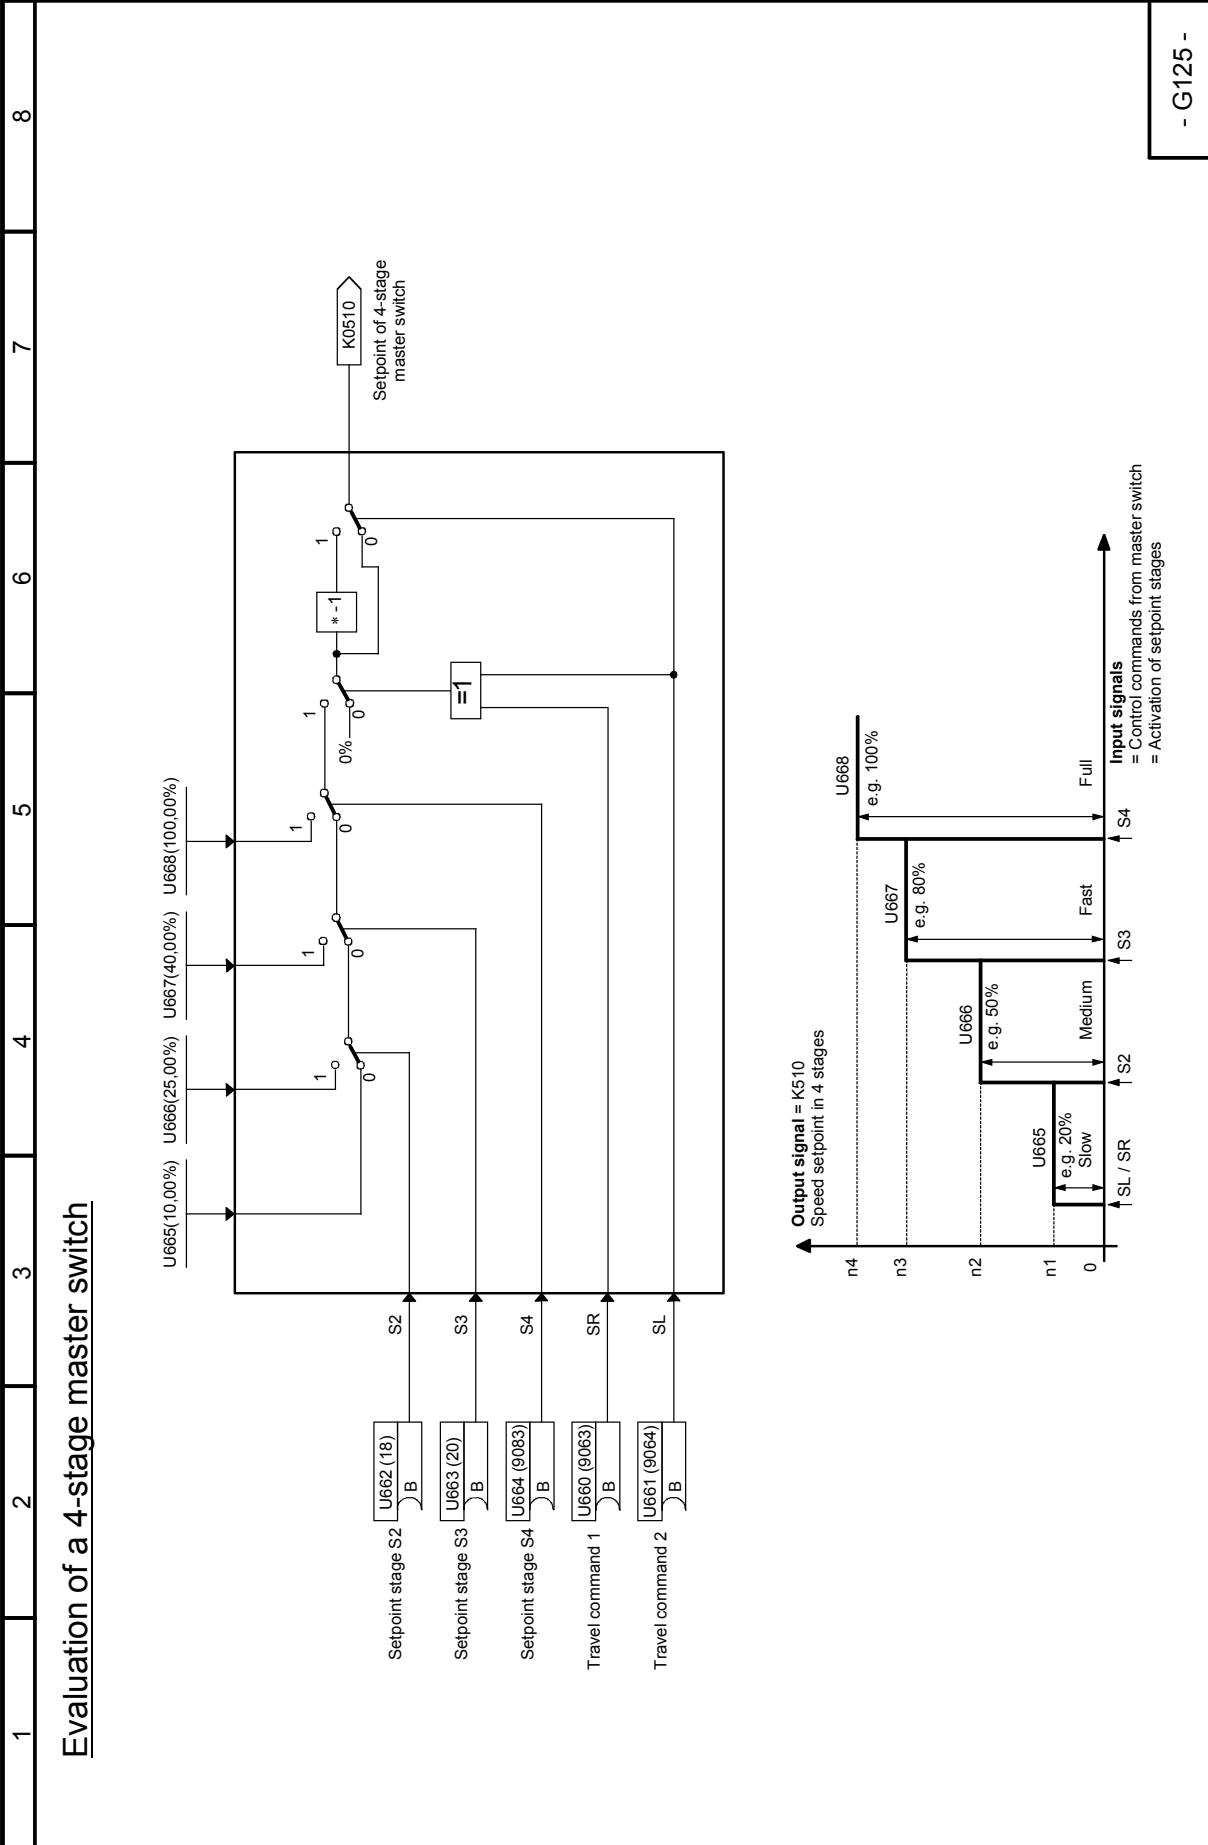 1 2 3 4 5 6 7 8
Evaluation of a 4-stage master switch
U665(10,00%)
U666(25,00%)
U667(40,00%)
U668(100,00%)
1
0
1
0
1
0
1
0
0%
* -1
1
0
=1
K0510
Setpoint of 4-stage
master switch
Setpoint stage S2
U662 (18)
B
S2
Setpoint stage S3
U663 (20)
B
S3
Setpoint stage S4
U664 (9083)
B
S4
Travel command 1
U660 (9063)
B
SR
Travel command 2
U661 (9064)
B
SL
Output signal = K510
Speed setpoint in 4 stages
n4
n3
n2
n1
0
U665
e.g. 20%
Slow
U666
e.g. 50%
Medium
U667
e.g. 80%
Fast
U668
e.g. 100%
Full
SL / SR
S2
S3
S4
Input signals
= Control commands from master switch
= Activation of setpoint stages
- G125 -